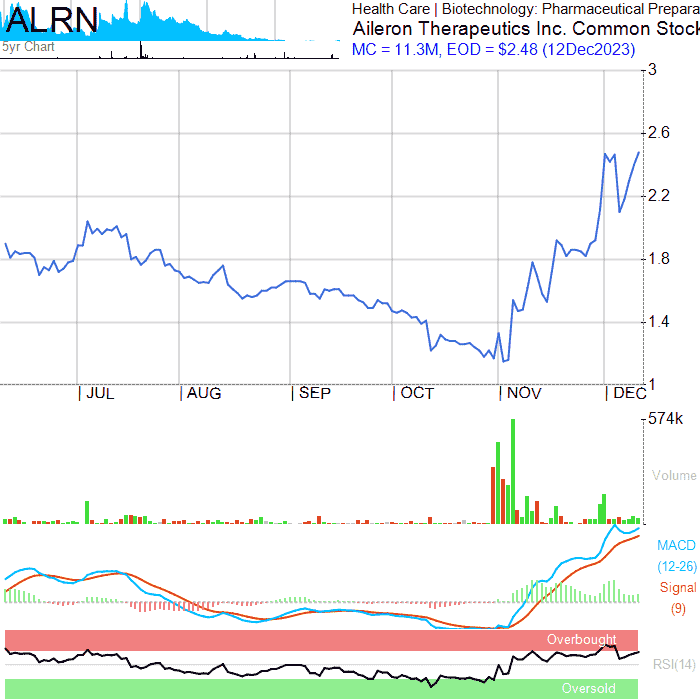 ALRN
5yr Chart
Health Care | Biotechnology: Pharmaceutical Prepara
Aileron Therapeutics Inc. Common Stock
MC = 11.3M, EOD = $2.48 (12Dec2023)
3
2.6
2.2
1.8
1.4
1
JUL
AUG
SEP
OCT
NOV
DEC
574k
Volume
MACD
(12-26)
Signal
(9)
Overbought
RSI(14)
Oversold